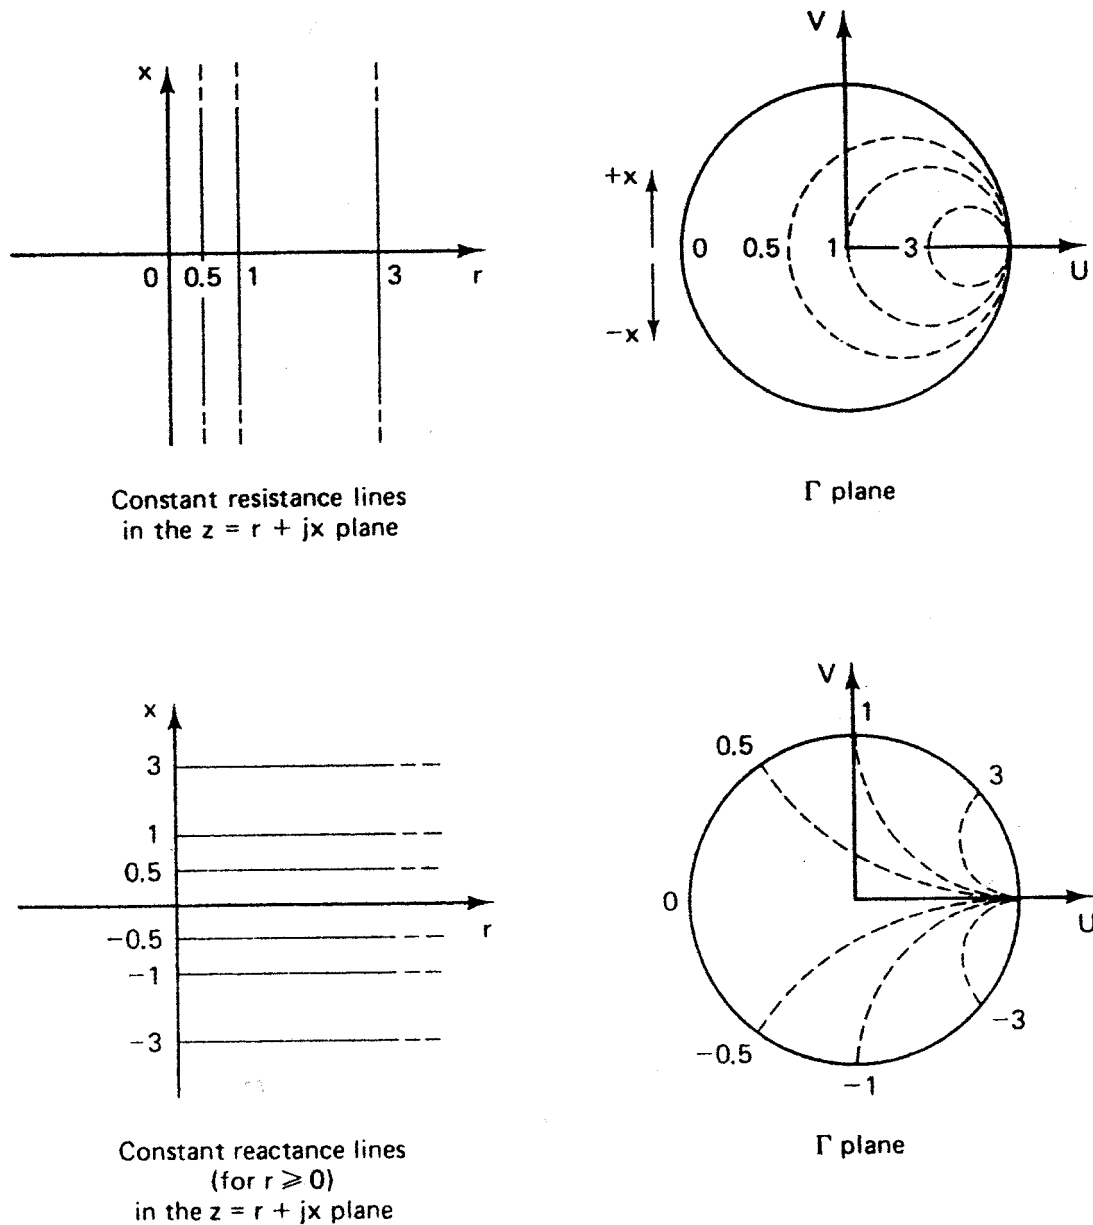 x
0 0.5 1 3 r
Constant resistance lines
in the z = r + jx plane
V
+x
0 0.5 1 3
U
−x
Γ plane
x
3
1
0.5
r
−0.5
−1
−3
Constant reactance lines
(for r ⩾ 0)
in the z = r + jx plane
V
1
0.5
3
0
U
−0.5
−3
−1
Γ plane